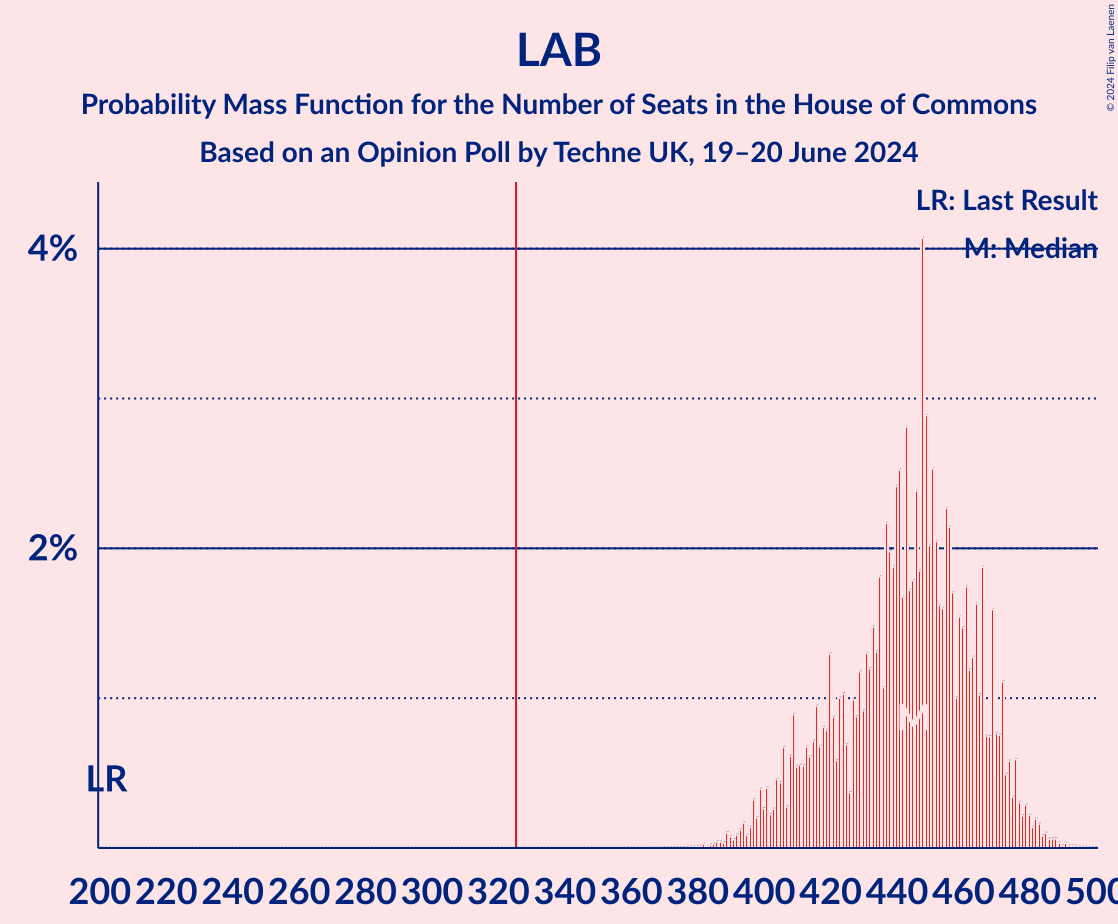 LAB
Probability Mass Function for the Number of Seats in the House of Commons
Based on an Opinion Poll by Techne UK, 19–20 June 2024
© 2024 Filip van Laenen
LR: Last Result
M: Median
4%
2%
M
LR
200 220 240 260 280 300 320 340 360 380 400 420 440 460 480 500